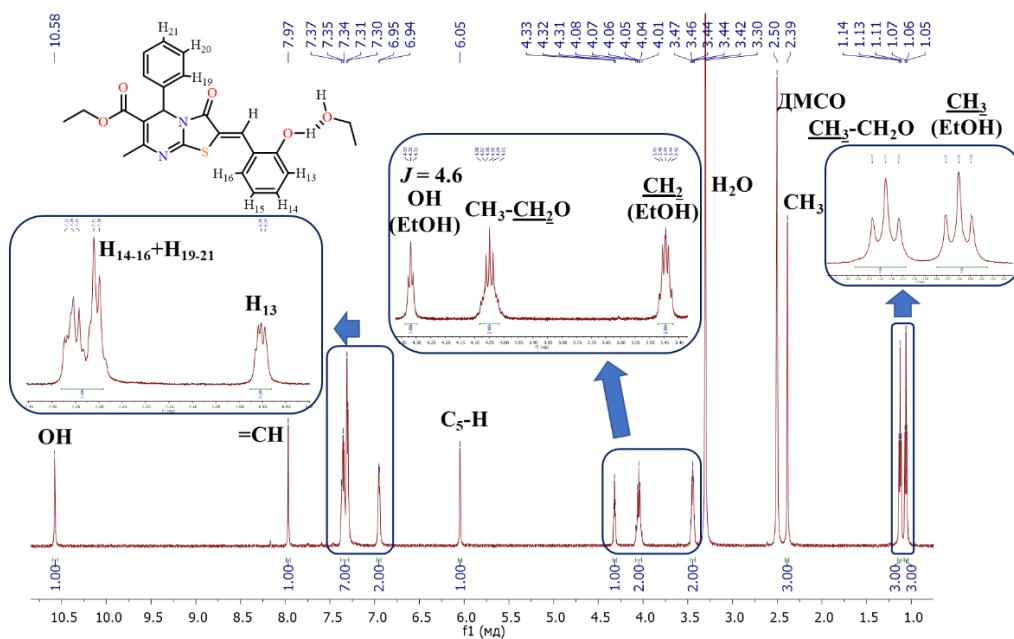 10.58
7.97
7.37
7.35
7.34
7.31
7.30
6.95
6.94
6.05
4.33
4.32
4.31
4.08
4.07
4.06
4.05
4.04
4.01
3.47
3.46
3.44
3.44
3.42
3.30
2.50
2.39
1.14
1.13
1.11
1.07
1.06
1.05
H21
H20
H19
O
O
O
N
N
S
H
O
H
H
O
H16
H13
H15
H14
ДМСО
CH3-CH2O
CH3
(EtOH)
J = 4.6
OH
(EtOH)
CH3-CH2O
CH2
(EtOH)
H2O
CH3
H14-16+H19-21
H13
OH
=CH
C5-H
1.00
1.00
7.00
2.00
1.00
1.00
2.00
2.00
3.00
3.00
3.00
10.5
10.0
9.5
9.0
8.5
8.0
7.5
7.0
6.5
6.0
5.5
5.0
4.5
4.0
3.5
3.0
2.5
2.0
1.5
1.0
f1 (мд)